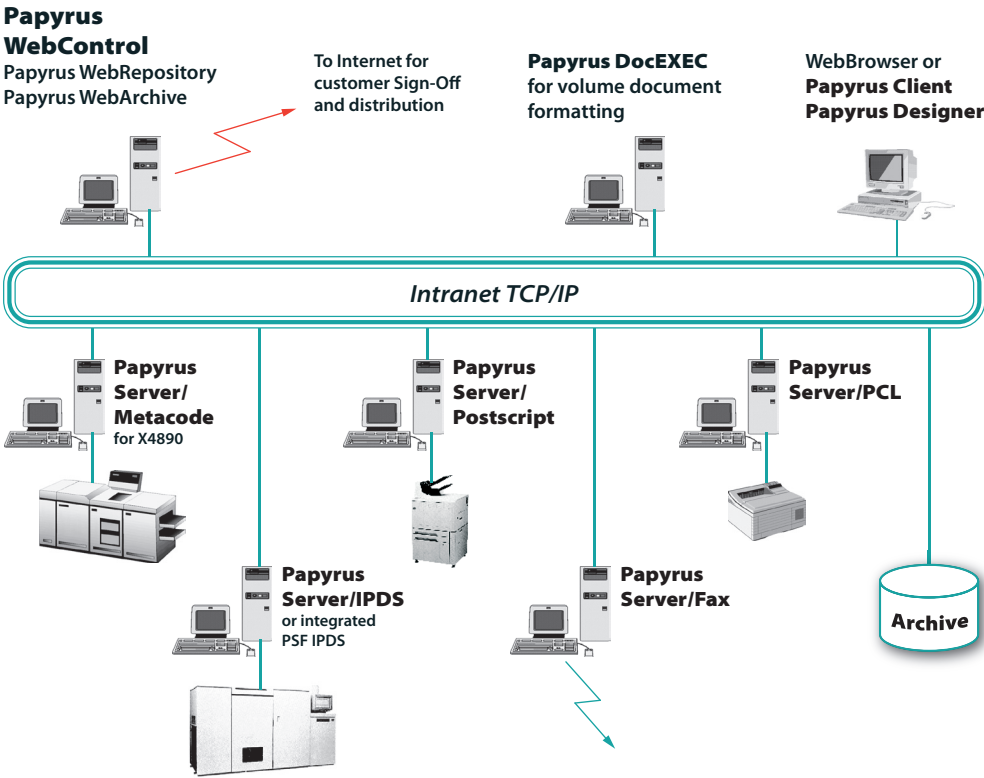 Papyrus
WebControl
Papyrus WebRepository
Papyrus WebArchive
To Internet for
customer Sign-Off
and distribution
Papyrus DocEXEC
for volume document
formatting
WebBrowser or
Papyrus Client
Papyrus Designer
Intranet TCP/IP
Papyrus
Server/
Metacode
for X4890
Papyrus
Server/
Postscript
Papyrus
Server/PCL
Papyrus
Server/IPDS
or integrated
PSF IPDS
Papyrus
Server/Fax
Archive